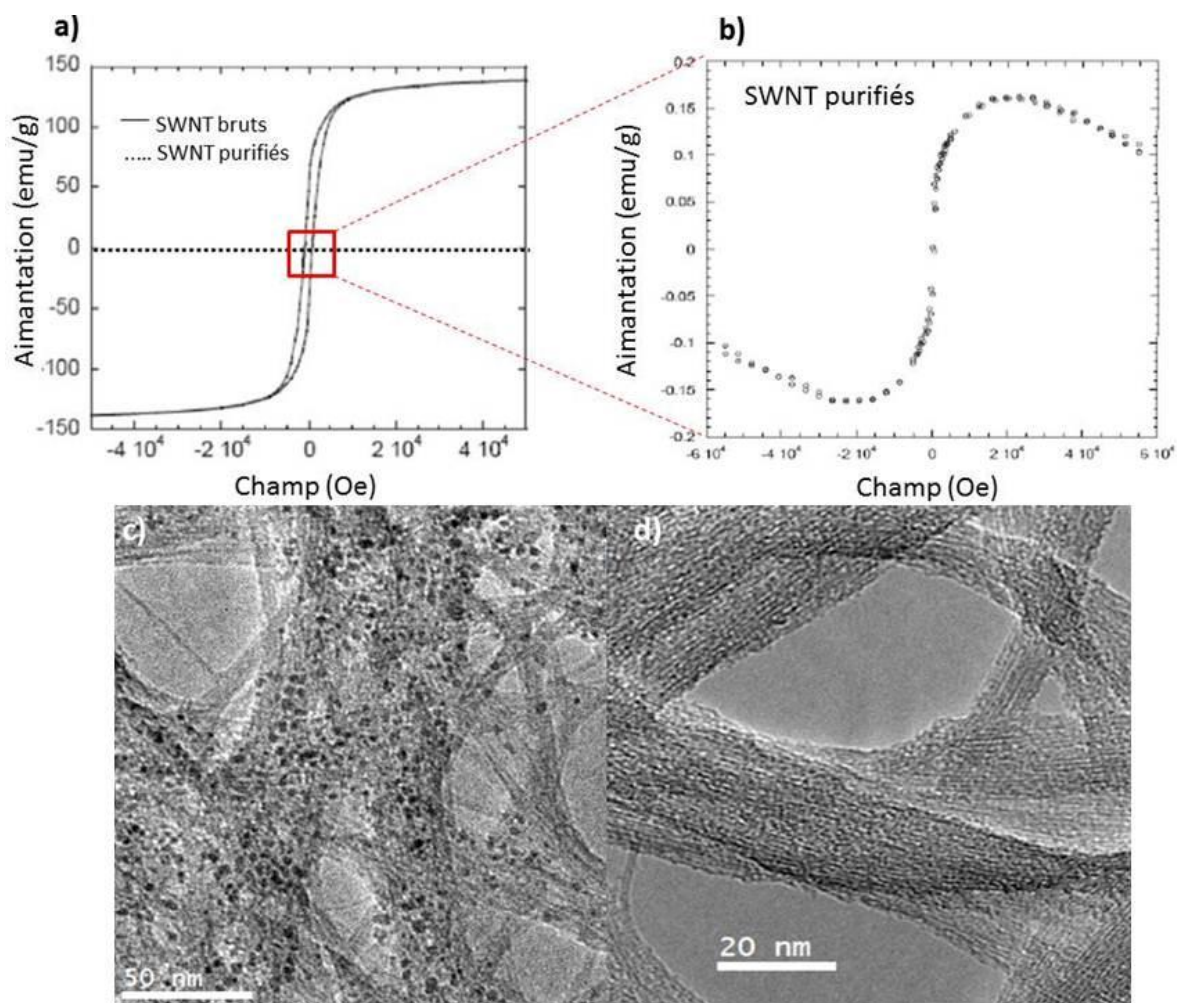 a)
150
100
50
0
-50
-100
-150
Aimantation (emu/g)
SWNT bruts
SWNT purifiés
-4 10⁴
-2 10⁴
0
2 10⁴
4 10⁴
Champ (Oe)
b)
0.2
0.15
0.1
0.05
0
-0.05
-0.1
-0.15
-0.2
Aimantation (emu/g)
SWNT purifiés
-6 10⁴
-4 10⁴
-2 10⁴
0
2 10⁴
4 10⁴
6 10⁴
Champ (Oe)
c)
50 nm
d)
20 nm